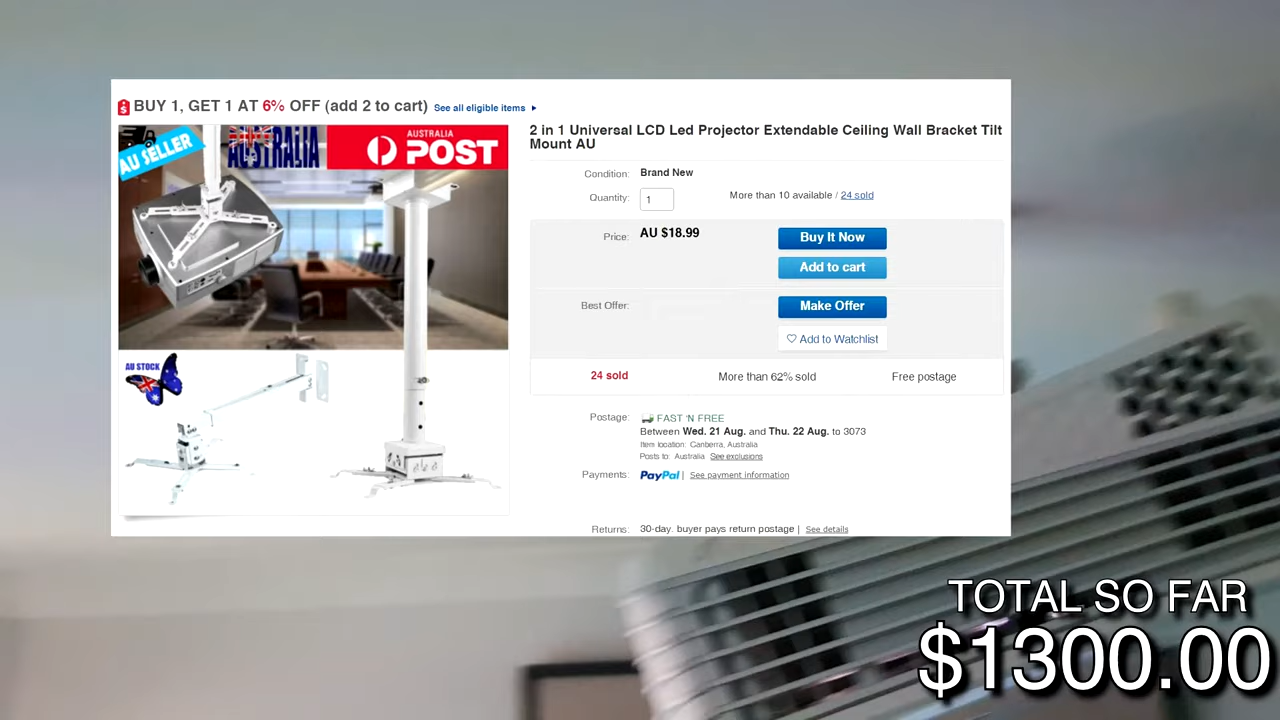 BUY 1, GET 1 AT 6% OFF (add 2 to cart) See all eligible items
AU SELLER
AUSTRALIA
AUSTRALIA
POST
AU STOCK
2 in 1 Universal LCD Led Projector Extendable Ceiling Wall Bracket Tilt
Mount AU
Condition: Brand New
Quantity: 1 More than 10 available / 24 sold
Price: AU $18.99 Buy It Now
Add to cart
Best Offer: Make Offer
Add to Watchlist
24 sold More than 62% sold Free postage
Postage: FAST 'N FREE
Between Wed. 21 Aug. and Thu. 22 Aug. to 3073
Item location: Canberra, Australia
Posts to: Australia See exclusions
Payments: PayPal | See payment information
Returns: 30-day. buyer pays return postage | See details
TOTAL SO FAR
$1300.00